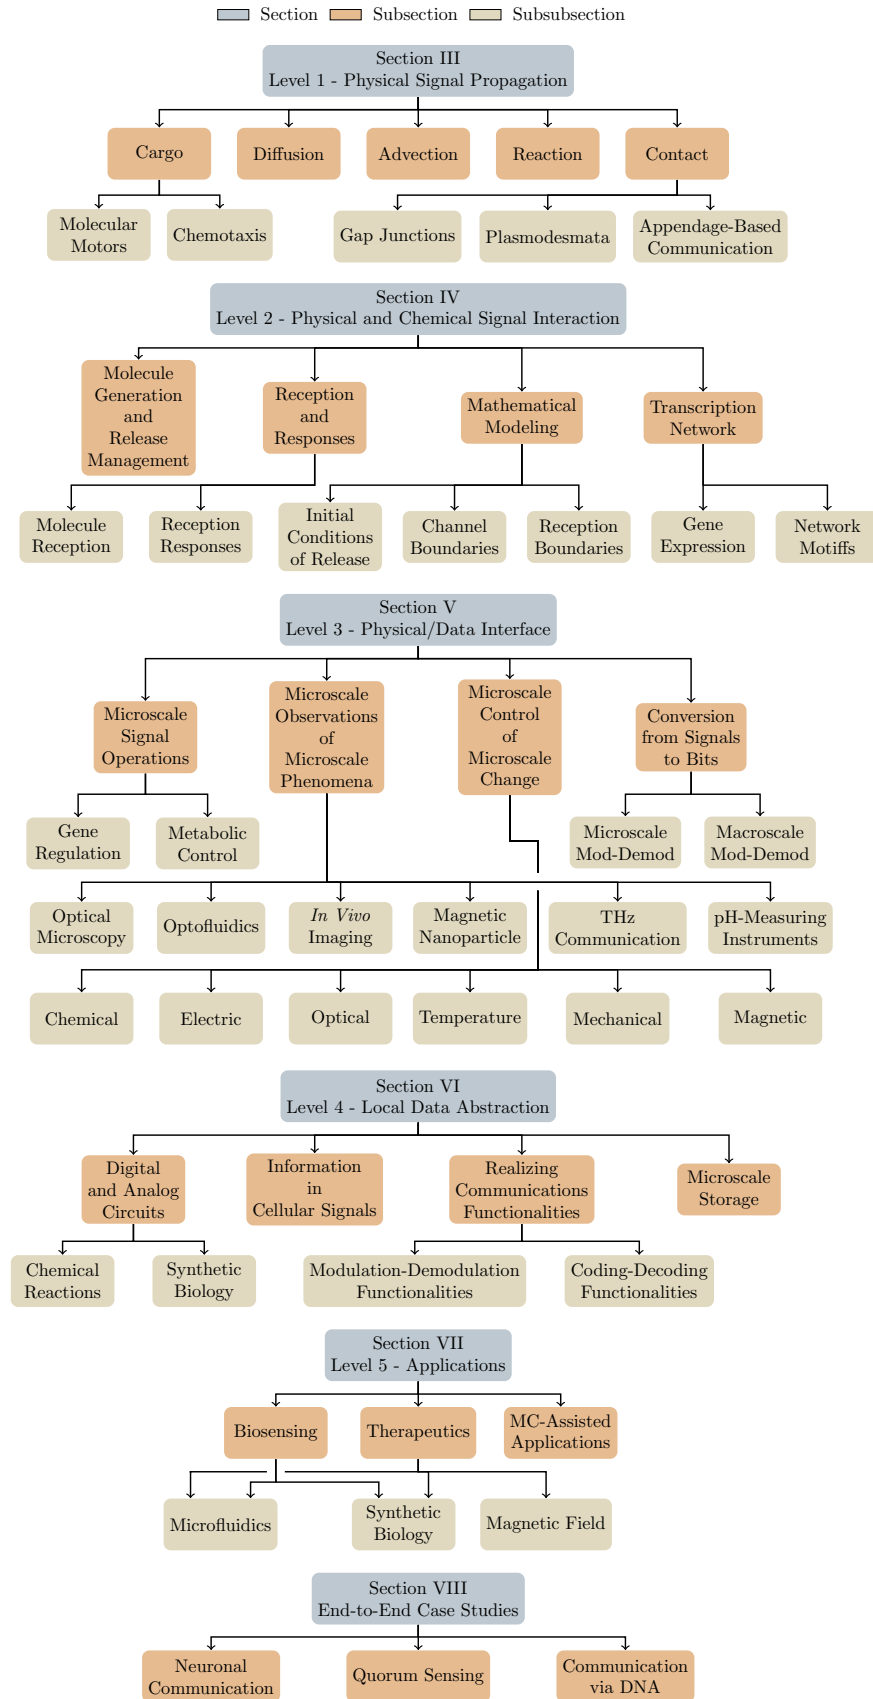 Section
Subsection
Subsubsection
Section III
Level 1 - Physical Signal Propagation
Cargo
Diffusion
Advection
Reaction
Contact
Molecular
Motors
Chemotaxis
Gap Junctions
Plasmodesmata
Appendage-Based
Communication
Section IV
Level 2 - Physical and Chemical Signal Interaction
Molecule
Generation
and
Release
Management
Reception
and
Responses
Mathematical
Modeling
Transcription
Network
Molecule
Reception
Reception
Responses
Initial
Conditions
of Release
Channel
Boundaries
Reception
Boundaries
Gene
Expression
Network
Motiffs
Section V
Level 3 - Physical/Data Interface
Microscale
Signal
Operations
Microscale
Observations
of
Microscale
Phenomena
Microscale
Control
of
Microscale
Change
Conversion
from Signals
to Bits
Gene
Regulation
Metabolic
Control
Microscale
Mod-Demod
Macroscale
Mod-Demod
Optical
Microscopy
Optofluidics
In Vivo
Imaging
Magnetic
Nanoparticle
THz
Communication
pH-Measuring
Instruments
Chemical
Electric
Optical
Temperature
Mechanical
Magnetic
Section VI
Level 4 - Local Data Abstraction
Digital
and Analog
Circuits
Information
in
Cellular Signals
Realizing
Communications
Functionalities
Microscale
Storage
Chemical
Reactions
Synthetic
Biology
Modulation-Demodulation
Functionalities
Coding-Decoding
Functionalities
Section VII
Level 5 - Applications
Biosensing
Therapeutics
MC-Assisted
Applications
Microfluidics
Synthetic
Biology
Magnetic Field
Section VIII
End-to-End Case Studies
Neuronal
Communication
Quorum Sensing
Communication
via DNA